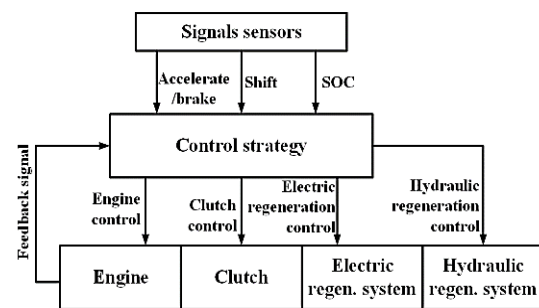 Signals sensors
Accelerate
/brake
Shift
SOC
Control strategy
Feedback signal
Engine
control
Clutch
control
Electric
regeneration
control
Hydraulic
regeneration
control
Engine
Clutch
Electric
regen. system
Hydraulic
regen. system